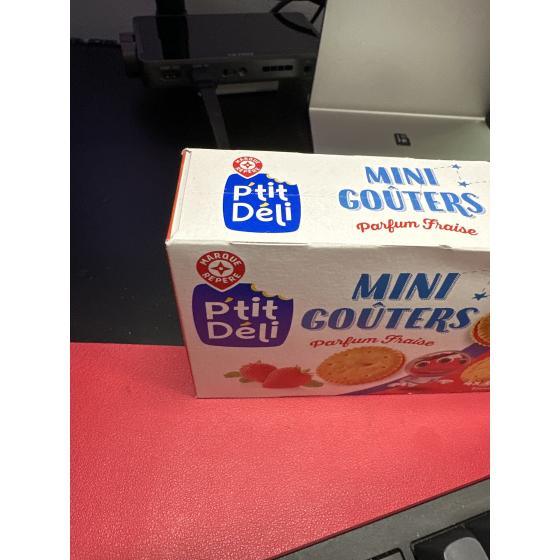 MARQUE
REPÈRE
P'tit
Déli
MINI
GOÛTERS
Parfum Fraise
MARQUE
REPÈRE
P'tit
Déli
MINI
GOÛTERS
Parfum Fraise